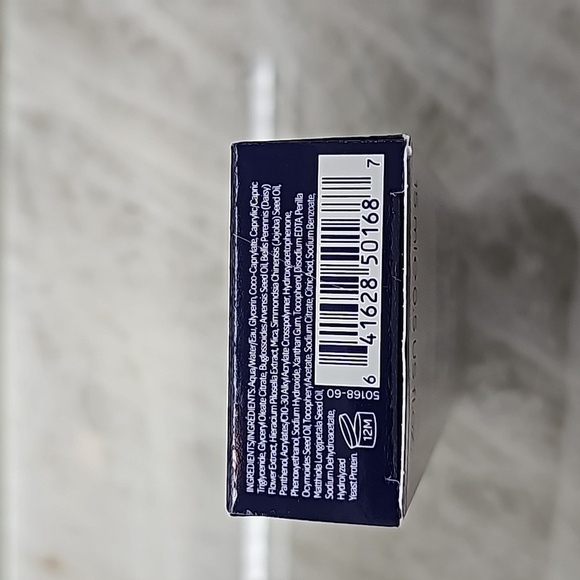 INGREDIENTS/INGRÉDIENTS: Aqua/Water/Eau, Glycerin, Coco-Caprylate, Caprylic/Capric
Triglyceride, Glyceryl Oleate Citrate, Buglossoides Arvensis Seed Oil, Bellis Perennis (Daisy)
Flower Extract, Hieracium Pilosella Extract, Mica, Simmondsia Chinensis (Jojoba) Seed Oil,
Panthenol, Acrylates/C10-30 Alkyl Acrylate Crosspolymer, Hydroxyacetophenone,
Phenoxyethanol, Sodium Hydroxide, Xanthan Gum, Tocopherol, Disodium EDTA, Perilla
Ocymoides Seed Oil, Tocopheryl Acetate, Sodium Citrate, Citric Acid, Sodium Benzoate,
Matthiola Longipetala Seed Oil,
Sodium Dehydroacetate,
Hydrolyzed
Yeast Protein.
12M
6 41628 50168 7
50168-60